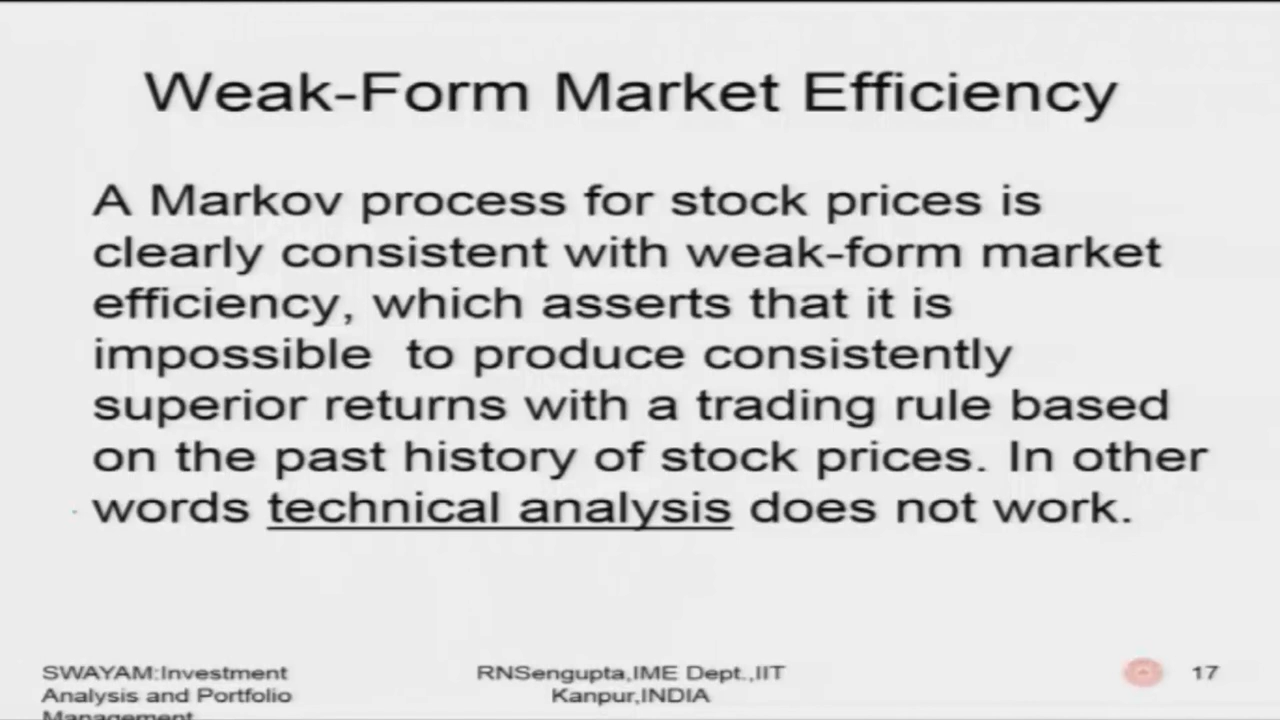 Weak-Form Market Efficiency
A Markov process for stock prices is
clearly consistent with weak-form market
efficiency, which asserts that it is
impossible to produce consistently
superior returns with a trading rule based
on the past history of stock prices. In other
words technical analysis does not work.
SWAYAM:Investment
Analysis and Portfolio
Management
RNSengupta,IME Dept.,IIT
Kanpur,INDIA
17